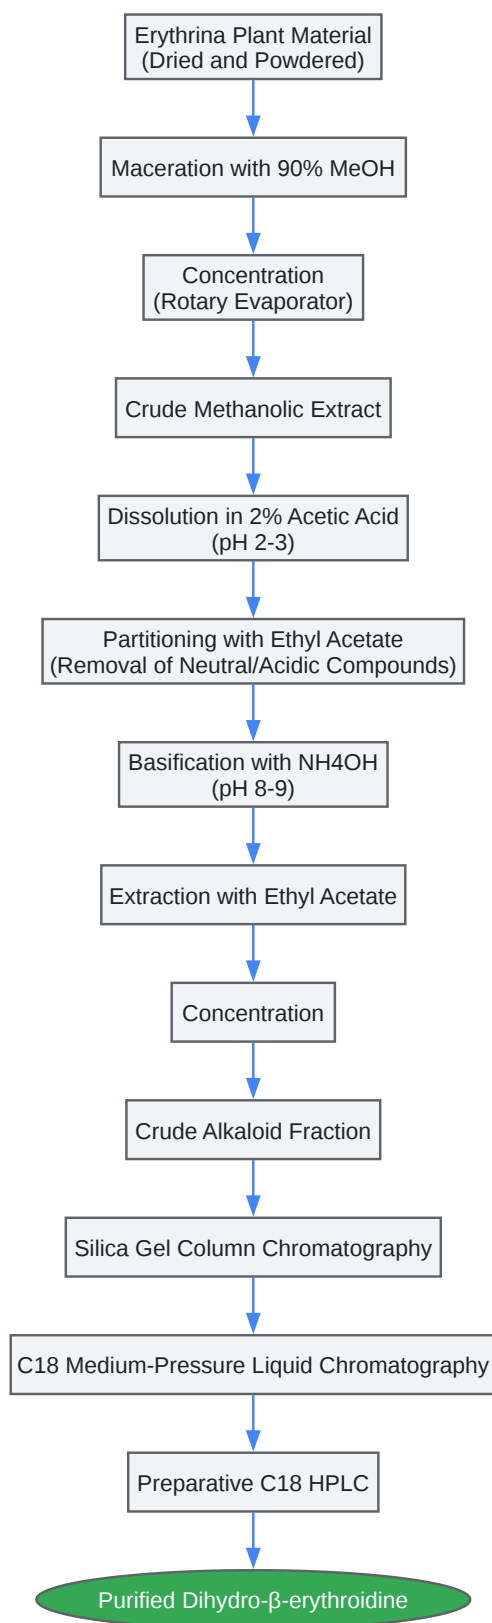 Erythrina Plant Material
(Dried and Powdered)
Maceration with 90% MeOH
Concentration
(Rotary Evaporator)
Crude Methanolic Extract
Dissolution in 2% Acetic Acid
(pH 2-3)
Partitioning with Ethyl Acetate
(Removal of Neutral/Acidic Compounds)
Basification with NH4OH
(pH 8-9)
Extraction with Ethyl Acetate
Concentration
Crude Alkaloid Fraction
Silica Gel Column Chromatography
C18 Medium-Pressure Liquid Chromatography
Preparative C18 HPLC
Purified Dihydro-β-erythroidine